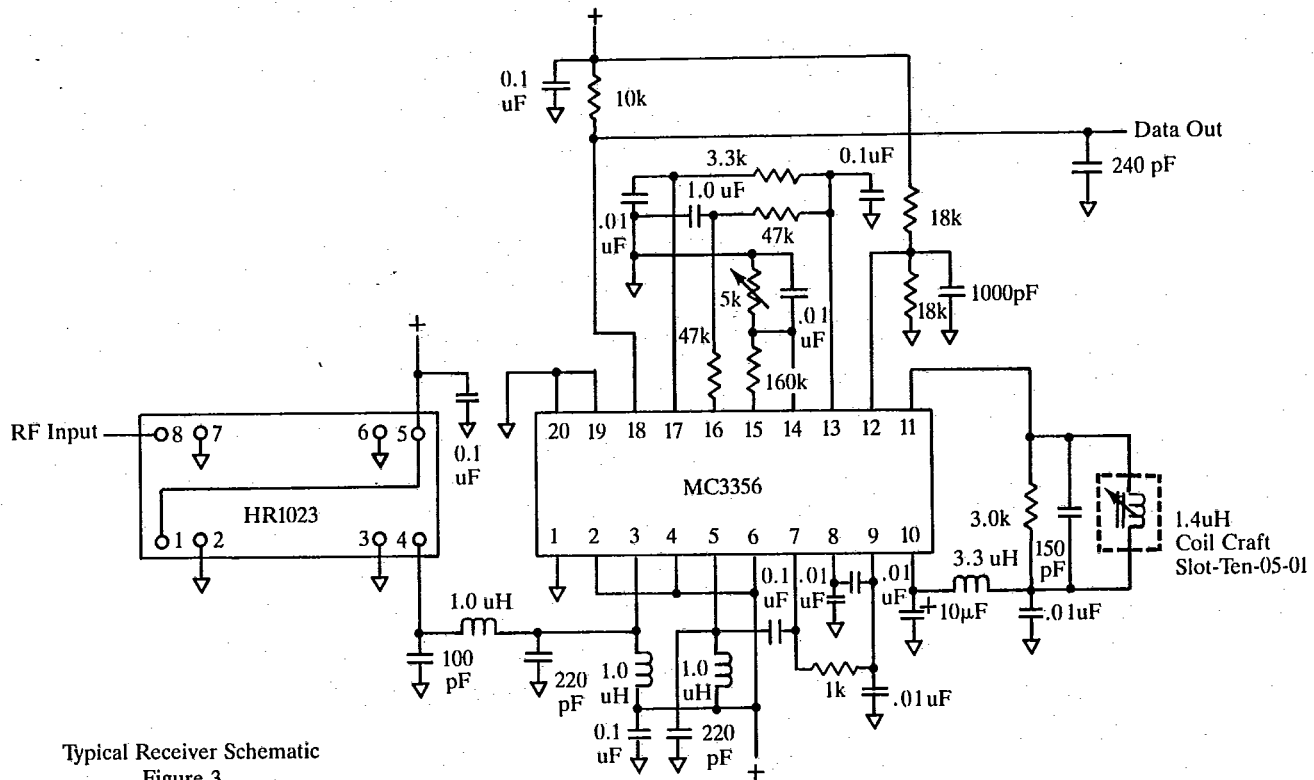 +
0.1
uF
10k
Data Out
240 pF
3.3k
0.1uF
1.0 uF
.01
uF
47k
18k
5k
.01
uF
18k
1000pF
47k
160k
+
0.1
uF
RF Input
8
7
6
5
HR1023
1
2
3
4
20
19
18
17
16
15
14
13
12
11
MC3356
1
2
3
4
5
6
7
8
9
10
3.0k
150
pF
1.4uH
Coil Craft
Slot-Ten-05-01
3.3 uH
0.1
uF
.01
uF
.01
uF
+
10μF
.01uF
1.0 uH
100
pF
220
pF
1.0
uH
1.0
uH
1k
.01uF
0.1
uF
220
pF
+
Typical Receiver Schematic
Figure 3